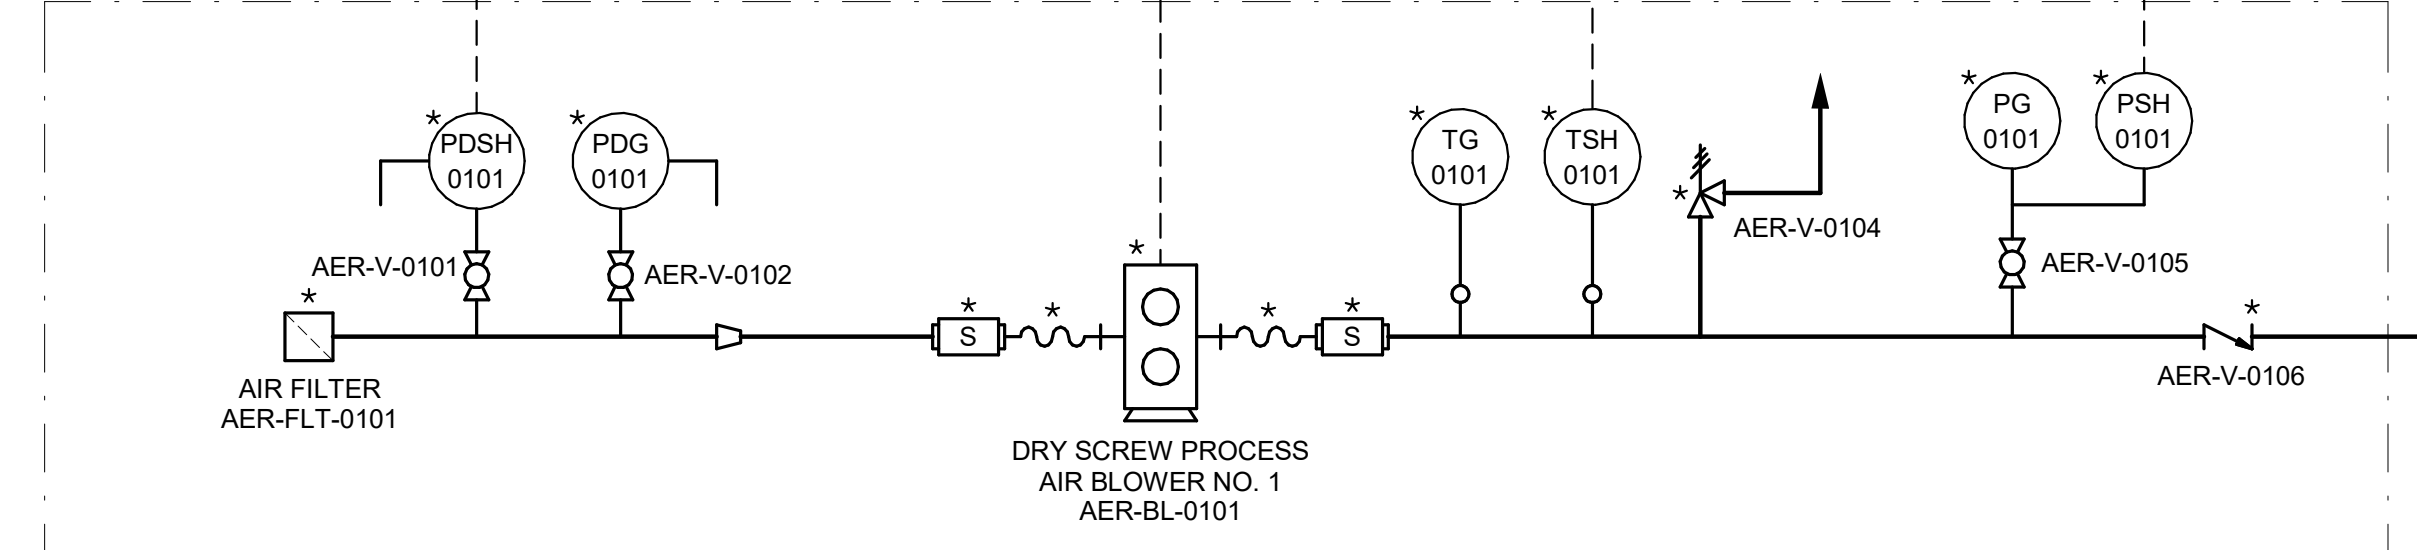 * PDSH
0101
* PDG
0101
AER-V-0101
AER-V-0102
*
AIR FILTER
AER-FLT-0101
*
S
*
*
DRY SCREW PROCESS
AIR BLOWER NO. 1
AER-BL-0101
*
*
S
* TG
0101
* TSH
0101
*
AER-V-0104
* PG
0101
* PSH
0101
AER-V-0105
*
AER-V-0106